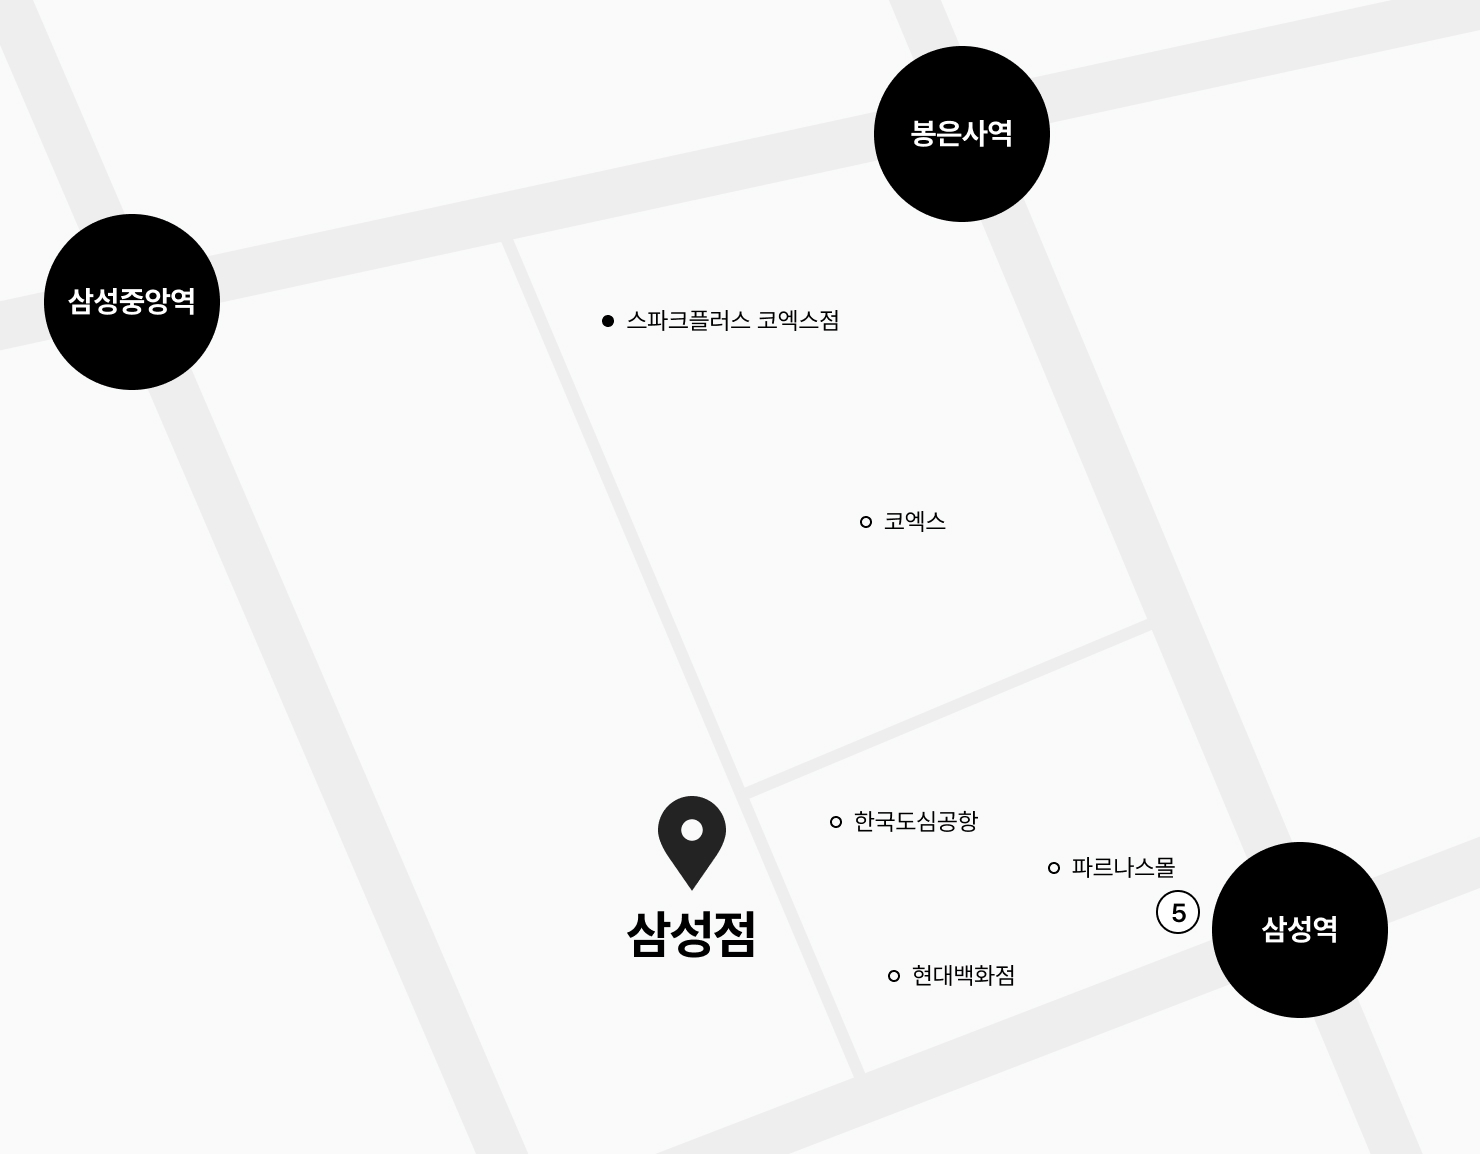 봉은사역
삼성중앙역
스파크플러스 코엑스점
코엑스
한국도심공항
파르나스몰
5
삼성역
삼성점
현대백화점